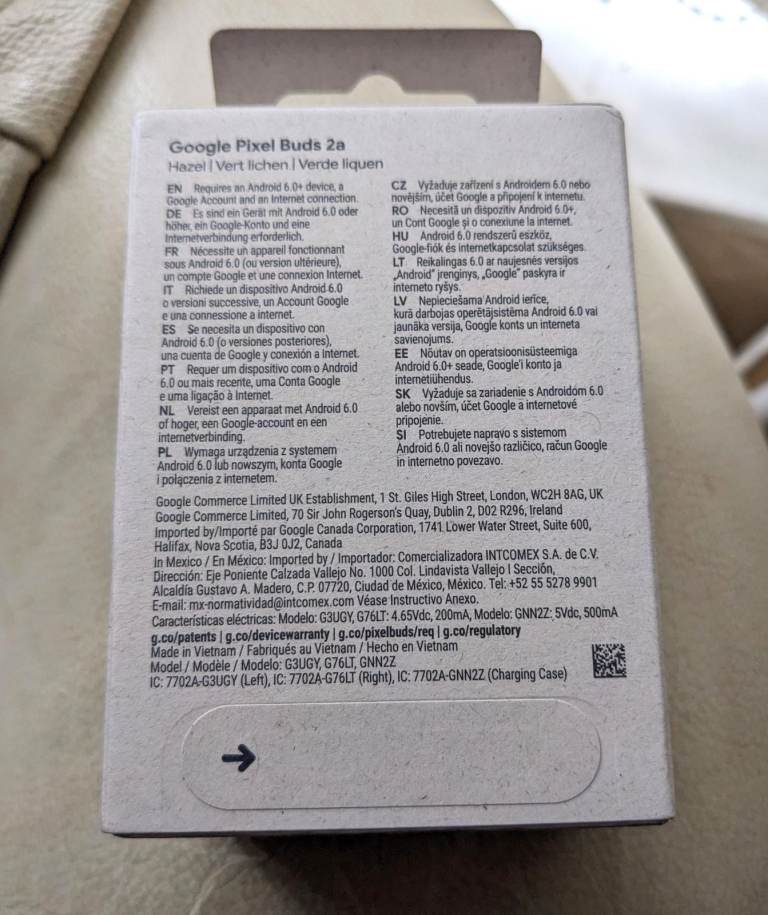 Google Pixel Buds 2a
Hazel | Vert lichen | Verde liquen
EN Requires an Android 6.0+ device, a
Google Account and an Internet connection.
DE Es sind ein Gerät mit Android 6.0 oder
höher, ein Google-Konto und eine
Internetverbindung erforderlich.
FR Nécessite un appareil fonctionnant
sous Android 6.0 (ou version ultérieure),
un compte Google et une connexion Internet.
IT Richiede un dispositivo Android 6.0
o versioni successive, un Account Google
e una connessione a internet.
ES Se necesita un dispositivo con
Android 6.0 (o versiones posteriores),
una cuenta de Google y conexión a Internet.
PT Requer um dispositivo com o Android
6.0 ou mais recente, uma Conta Google
e uma ligação à Internet.
NL Vereist een apparaat met Android 6.0
of hoger, een Google-account en een
internetverbinding.
PL Wymaga urządzenia z systemem
Android 6.0 lub nowszym, konta Google
i połączenia z internetem.
CZ Vyžaduje zařízení s Androidem 6.0 nebo
novějším, účet Google a připojení k internetu.
RO Necesită un dispozitiv Android 6.0+,
un Cont Google și o conexiune la internet.
HU Android 6.0 rendszerű eszköz,
Google-fiók és internetkapcsolat szükséges.
LT Reikalingas 6.0 ar naujesnės versijos
„Android“ įrenginys, „Google“ paskyra ir
interneto ryšys.
LV Nepieciešama Android ierīce,
kurā darbojas operētājsistēma Android 6.0 vai
jaunāka versija, Google konts un interneta
savienojums.
EE Nõutav on operatsioonisüsteemiga
Android 6.0+ seade, Google'i konto ja
internetiühendus.
SK Vyžaduje sa zariadenie s Androidom 6.0
alebo novším, účet Google a internetové
pripojenie.
SI Potrebujete napravo s sistemom
Android 6.0 ali novejšo različico, račun Google
in internetno povezavo.
Google Commerce Limited UK Establishment, 1 St. Giles High Street, London, WC2H 8AG, UK
Google Commerce Limited, 70 Sir John Rogerson's Quay, Dublin 2, D02 R296, Ireland
Imported by/Importé par Google Canada Corporation, 1741 Lower Water Street, Suite 600,
Halifax, Nova Scotia, B3J 0J2, Canada
In Mexico / En México: Imported by / Importador: Comercializadora INTCOMEX S.A. de C.V.
Dirección: Eje Poniente Calzada Vallejo No. 1000 Col. Lindavista Vallejo I Sección,
Alcaldía Gustavo A. Madero, C.P. 07720, Ciudad de México, México. Tel: +52 55 5278 9901
E-mail: mx-normatividad@intcomex.com Véase Instructivo Anexo.
Características eléctricas: Modelo: G3UGY, G76LT: 4.65Vdc, 200mA, Modelo: GNN2Z: 5Vdc, 500mA
g.co/patents | g.co/devicewarranty | g.co/pixelbuds/req | g.co/regulatory
Made in Vietnam / Fabriqués au Vietnam / Hecho en Vietnam
Model / Modèle / Modelo: G3UGY, G76LT, GNN2Z
IC: 7702A-G3UGY (Left), IC: 7702A-G76LT (Right), IC: 7702A-GNN2Z (Charging Case)